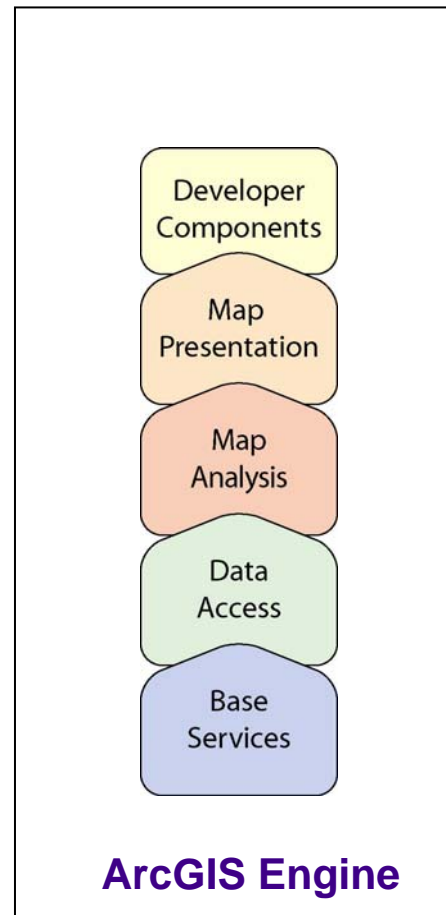 Developer
Components
Map
Presentation
Map
Analysis
Data
Access
Base
Services
ArcGIS Engine